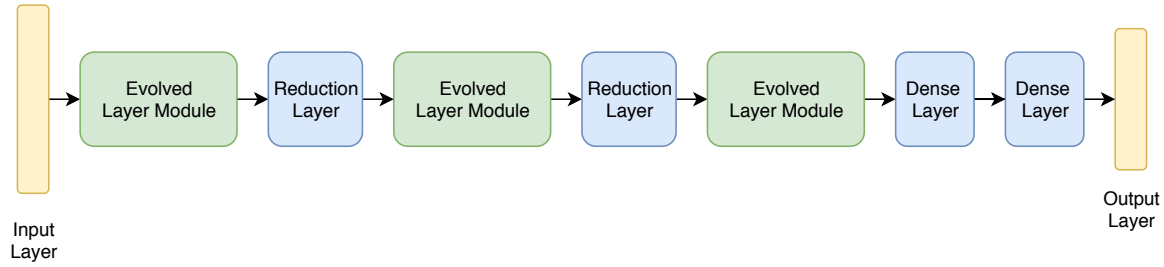 Evolved
Layer Module
Reduction
Layer
Evolved
Layer Module
Reduction
Layer
Evolved
Layer Module
Dense
Layer
Dense
Layer
Input
Layer
Output
Layer